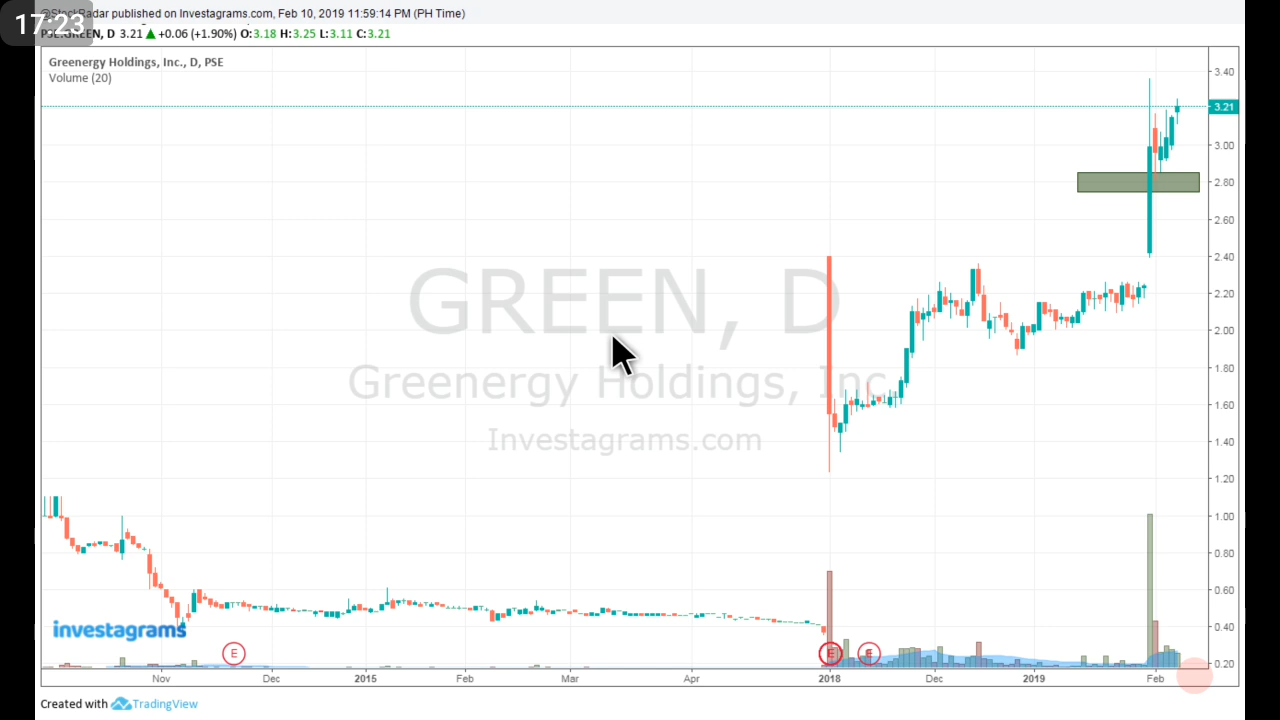 17:23
@StockRadar published on Investagrams.com, Feb 10, 2019 11:59:14 PM (PH Time)
PSE:GREEN, D 3.21 ▲ +0.06 (+1.90%) O:3.18 H:3.25 L:3.11 C:3.21
Greenergy Holdings, Inc., D, PSE
Volume (20)
3.40
3.21
3.00
2.80
2.60
2.40
2.20
2.00
1.80
1.60
1.40
1.20
1.00
0.80
0.60
0.40
0.20
GREEN, D
Greenergy Holdings, Inc.
Investagrams.com
investagrams
E E E
Nov Dec 2015 Feb Mar Apr 2018 Dec 2019 Feb
Created with TradingView